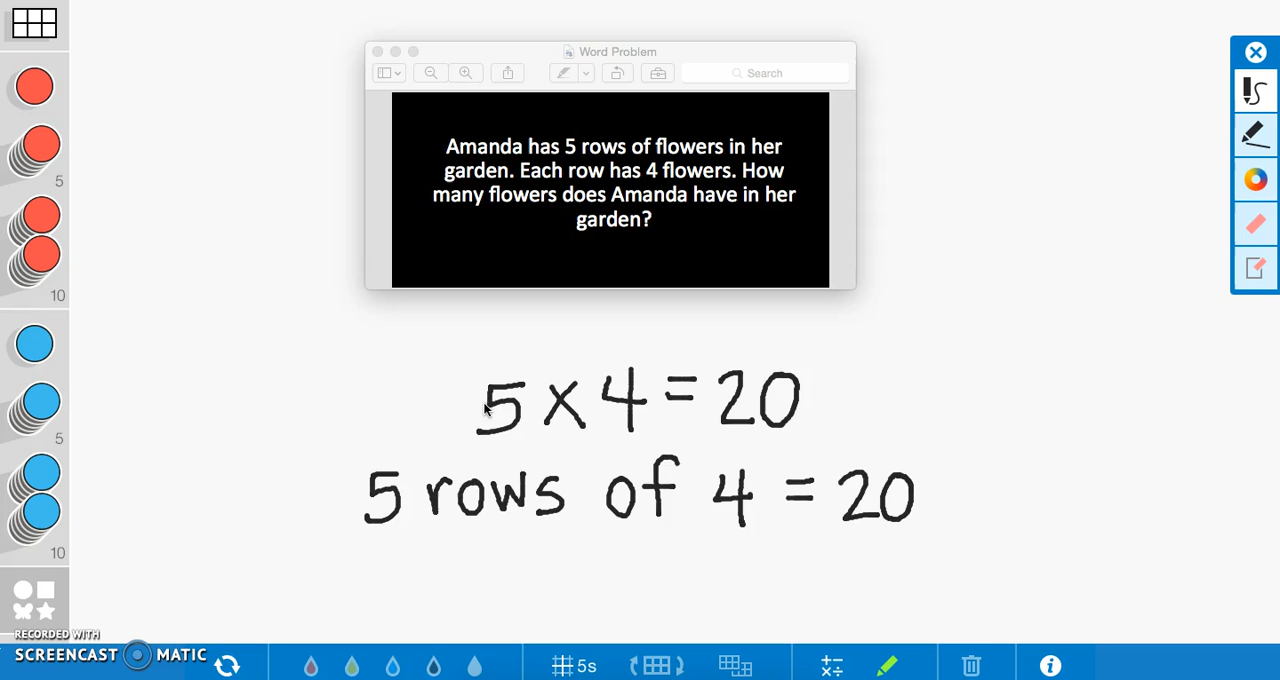 Word Problem
Search
Amanda has 5 rows of flowers in her
garden. Each row has 4 flowers. How
many flowers does Amanda have in her
garden?
5
10
5
10
5 x 4 = 20
5 rows of 4 = 20
RECORDED WITH
SCREENCAST MATIC
5s